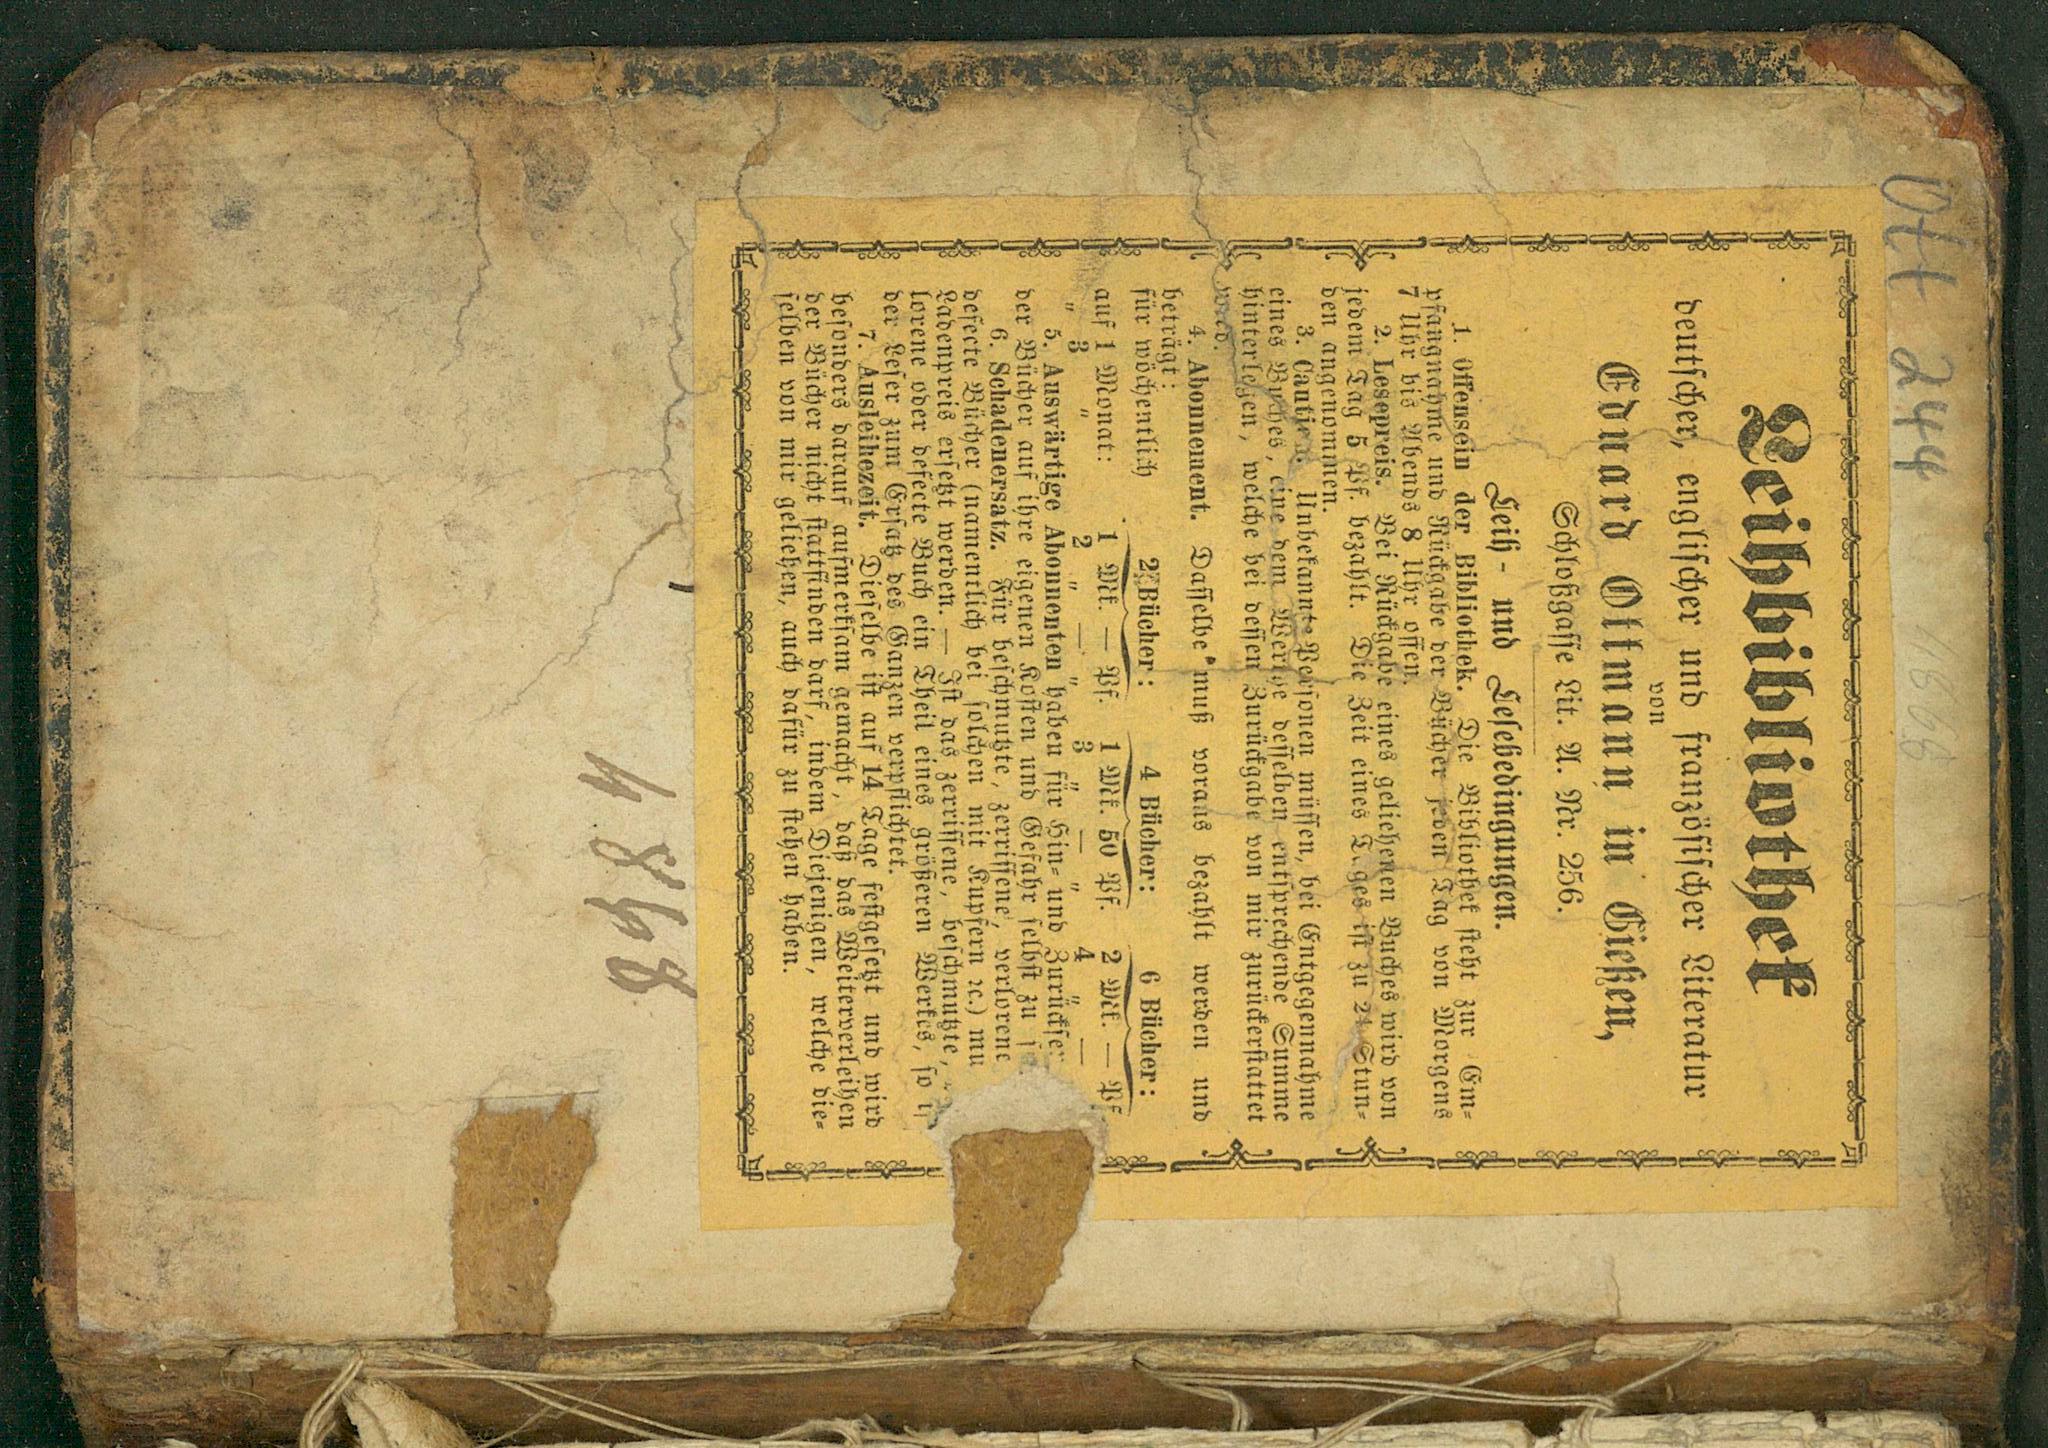 Ott 244
Leihbibliothek
deutscher, englischer und französischer Literatur
von
Eduard Ottmann in Gießen,
Schloßgasse Lit. A. Nr. 256.
Leih- und Lesebedingungen.
1. Offensein der Bibliothek. Die Bibliothek steht zur Em-
pfangnahme und Rückgabe der Bücher jeden Tag von Morgens
7 Uhr bis Abends 8 Uhr offen.
2. Lesepreis. Bei Rückgabe eines geliehenen Buches wird von
jedem Tag 5 Pf. bezahlt. Die Zeit eines Tages ist zu 24 Stun-
den angenommen.
3. Caution. Unbekannte Personen müssen, bei Entgegennahme
eines Buches, eine dem Werthe desselben entsprechende Summe
hinterlegen, welche bei dessen Zurückgabe von mir zurückerstattet
wird.
4. Abonnement. Dasselbe muß voraus bezahlt werden und
beträgt:
für wöchentlich 2 Bücher: 4 Bücher: 6 Bücher:
auf 1 Monat: 1 Mk. — Pf. 1 Mk. 50 Pf. 2 Mk. — Pf
" 3 " 2 " — " 3 " — " 4 " —
5. Auswärtige Abonnenten haben für Hin- und Zurückse
der Bücher auf ihre eigenen Kosten und Gefahr selbst zu s
6. Schadenersatz. Für beschmutzte, zerrissene, verlorene
defecte Bücher (namentlich bei solchen mit Kupfern ꝛc.) mu
Ladenpreis ersetzt werden. — Ist das zerrissene, beschmutzte,
lorene oder defecte Buch ein Theil eines größeren Werkes, so i
der Leser zum Ersatz des Ganzen verpflichtet.
7. Ausleihezeit. Dieselbe ist auf 14 Tage festgesetzt und wird
besonders darauf aufmerksam gemacht, daß das Weiterverleihen
der Bücher nicht stattfinden darf, indem Diejenigen, welche die-
selben von mir geliehen, auch dafür zu stehen haben.